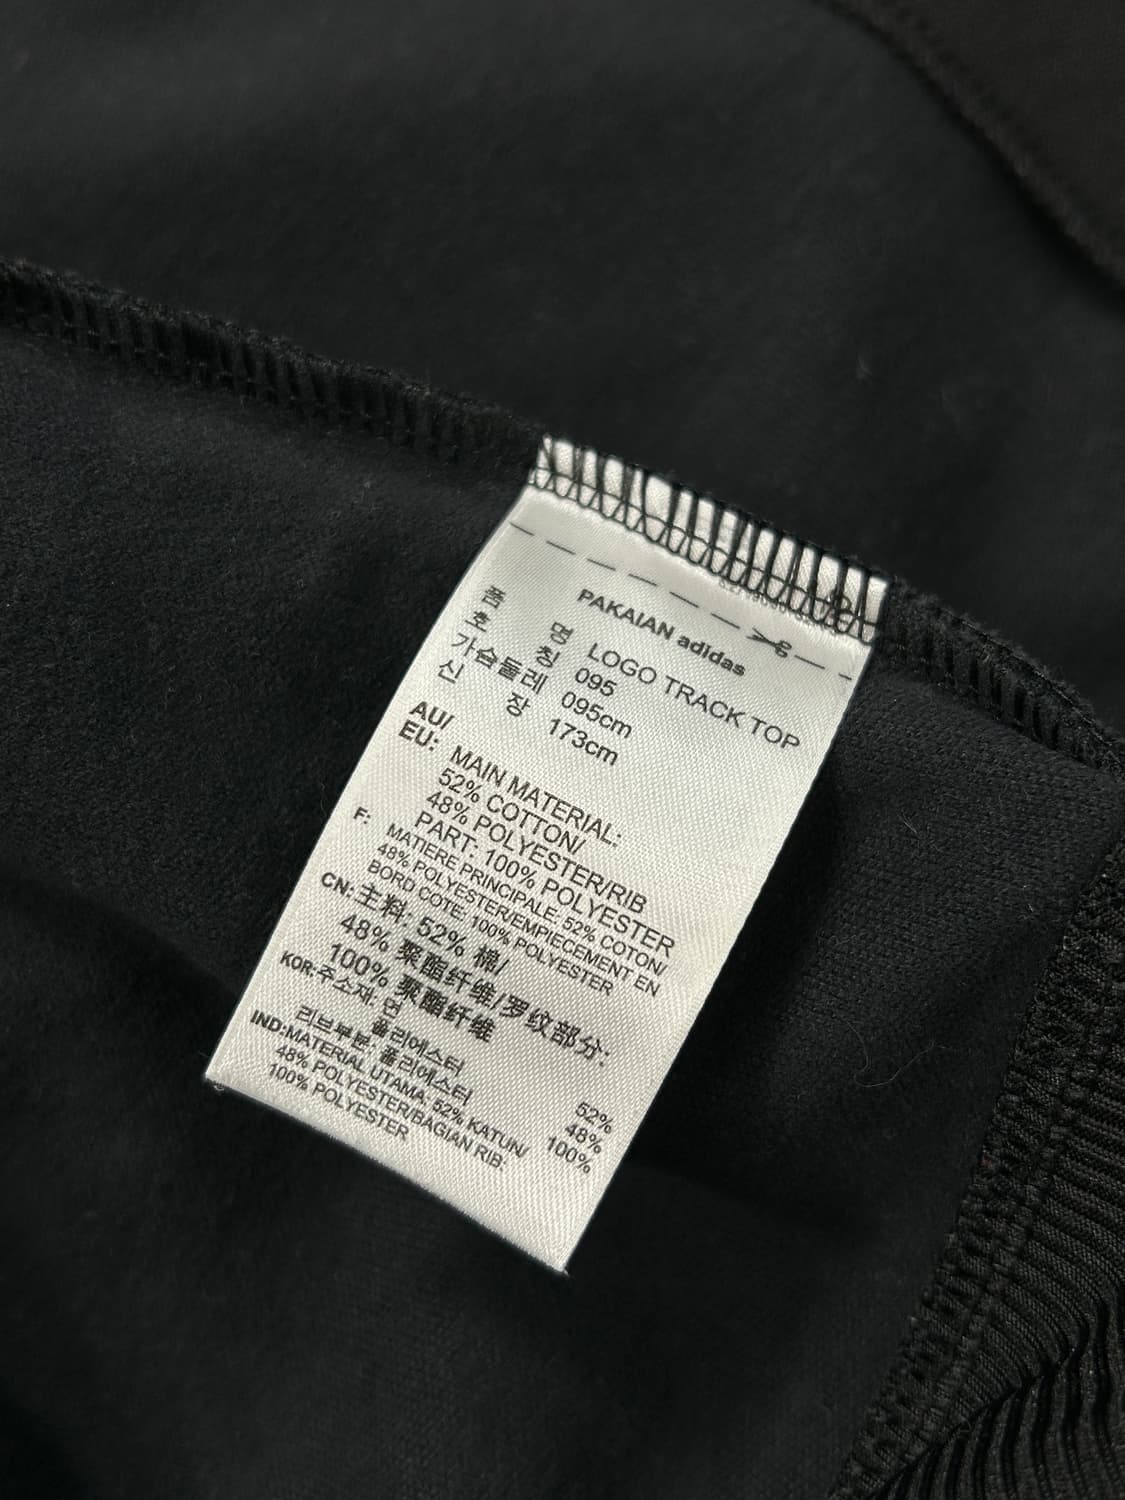 PAKAIAN adidas
품 명 LOGO TRACK TOP
호 칭 095
가슴둘레 095cm
신 장 173cm
AU/
EU: MAIN MATERIAL:
52% COTTON/
48% POLYESTER/RIB
PART: 100% POLYESTER
F: MATIERE PRINCIPALE: 52% COTON/
48% POLYESTER/EMPIECEMENT EN
BORD COTE: 100% POLYESTER
CN: 主料: 52% 棉/
48% 聚酯纤维/罗纹部分:
100% 聚酯纤维
KOR: 주소재: 면 52%
폴리에스터 48%
리브부분: 폴리에스터 100%
IND: MATERIAL UTAMA, 52% KATUN/
48% POLYESTER/BAGIAN RIB:
100% POLYESTER